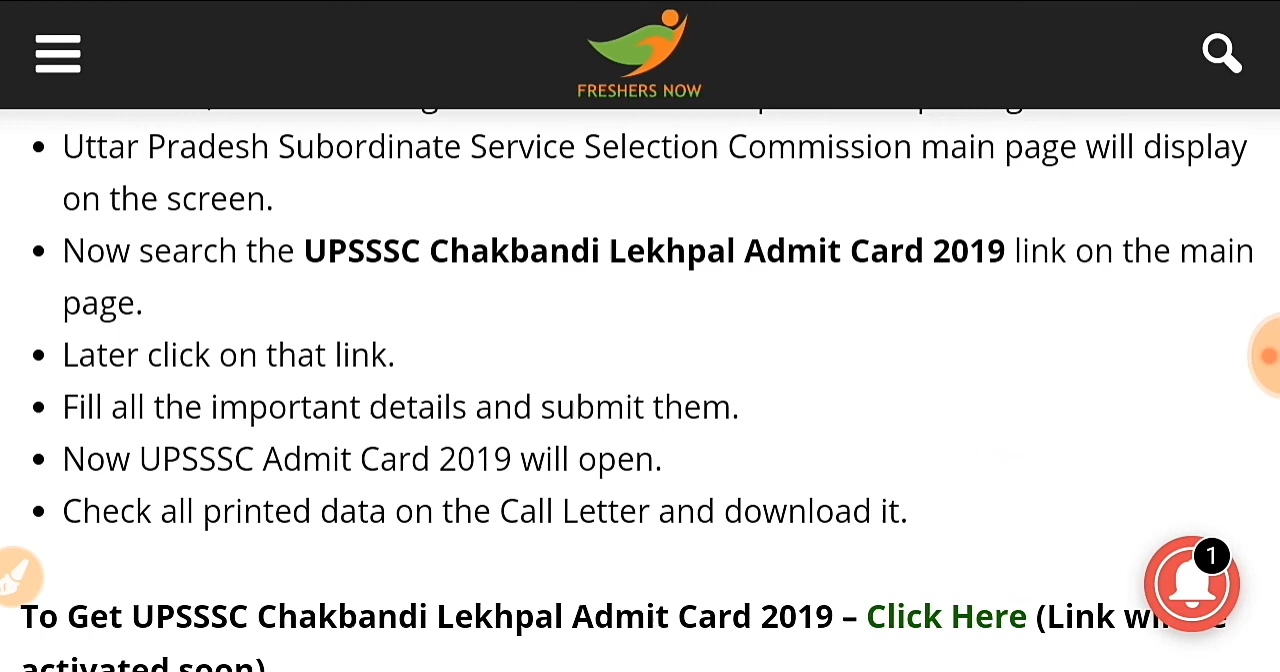 FRESHERS NOW
Uttar Pradesh Subordinate Service Selection Commission main page will display
on the screen.
Now search the UPSSSC Chakbandi Lekhpal Admit Card 2019 link on the main
page.
Later click on that link.
Fill all the important details and submit them.
Now UPSSSC Admit Card 2019 will open.
Check all printed data on the Call Letter and download it.
1
To Get UPSSSC Chakbandi Lekhpal Admit Card 2019 – Click Here (Link
activated soon)